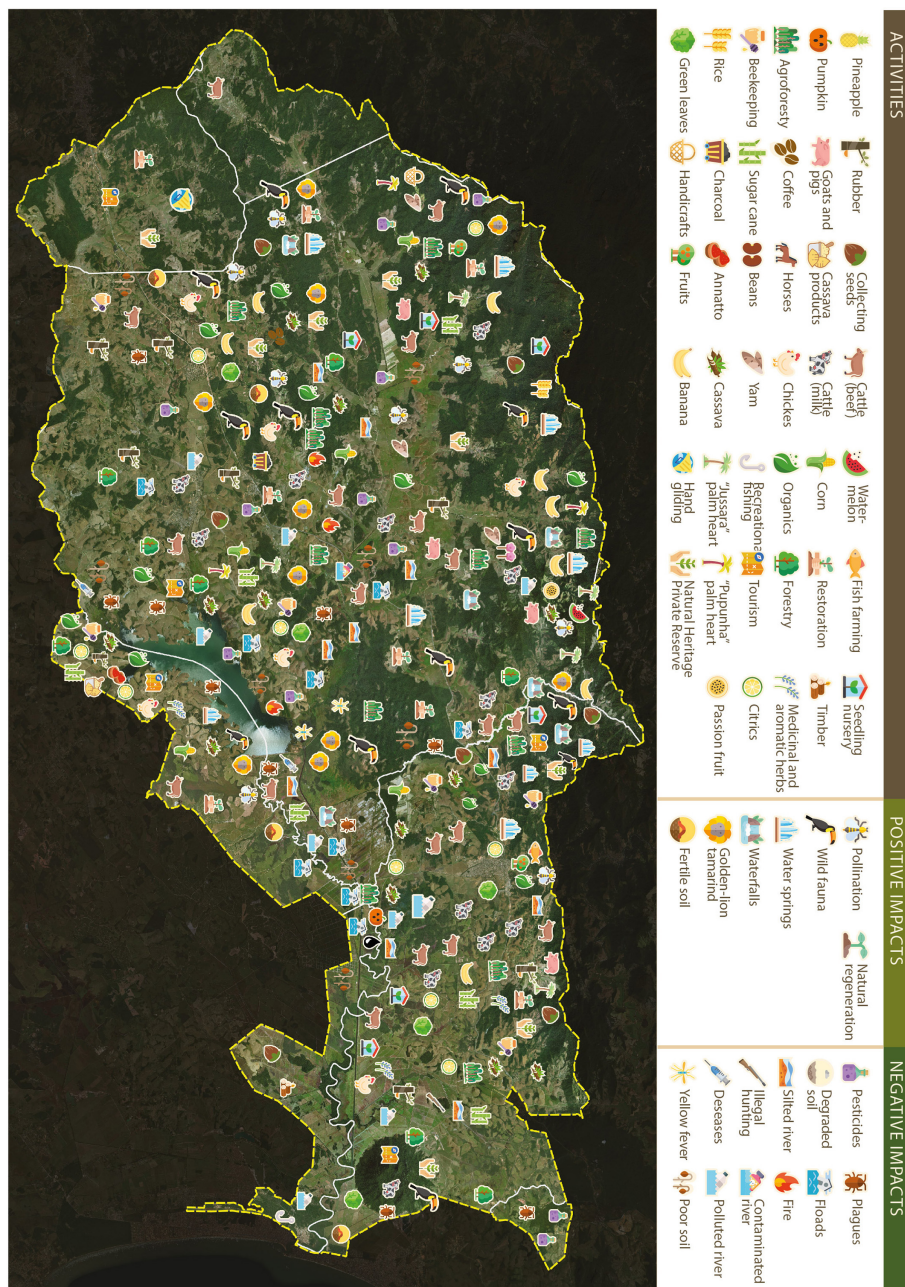 ACTIVITIES
Pineapple
Pumpkin
Agroforesty
Beekeeping
Rice
Green leaves
Rubber
Goats and
pigs
Coffee
Sugar cane
Charcoal
Handicrafts
Collecting
seeds
Cassava
products
Horses
Beans
Annatto
Fruits
Cattle
(beef)
Cattle
(milk)
Chickes
Yam
Cassava
Banana
Water-
melon
Corn
Organics
Recreationa
fishing
"Jussara"
palm heart
Hand
gliding
Fish farming
Restoration
Forestry
Tourism
"Pupunha"
palm heart
Natural Heritage
Private Reserve
Seedling
nursery
Timber
Medicinal and
aromatic herbs
Citrics
Passion fruit
POSITIVE IMPACTS
Pollination
Wild fauna
Water springs
Waterfalls
Golden-lion
tamarind
Fertile soil
Natural
regeneration
NEGATIVE IMPACTS
Pesticides
Degraded
soil
Silted river
Illegal
hunting
Deseases
Yellow fever
Plagues
Floads
Fire
Contaminated
river
Polluted river
Poor soil